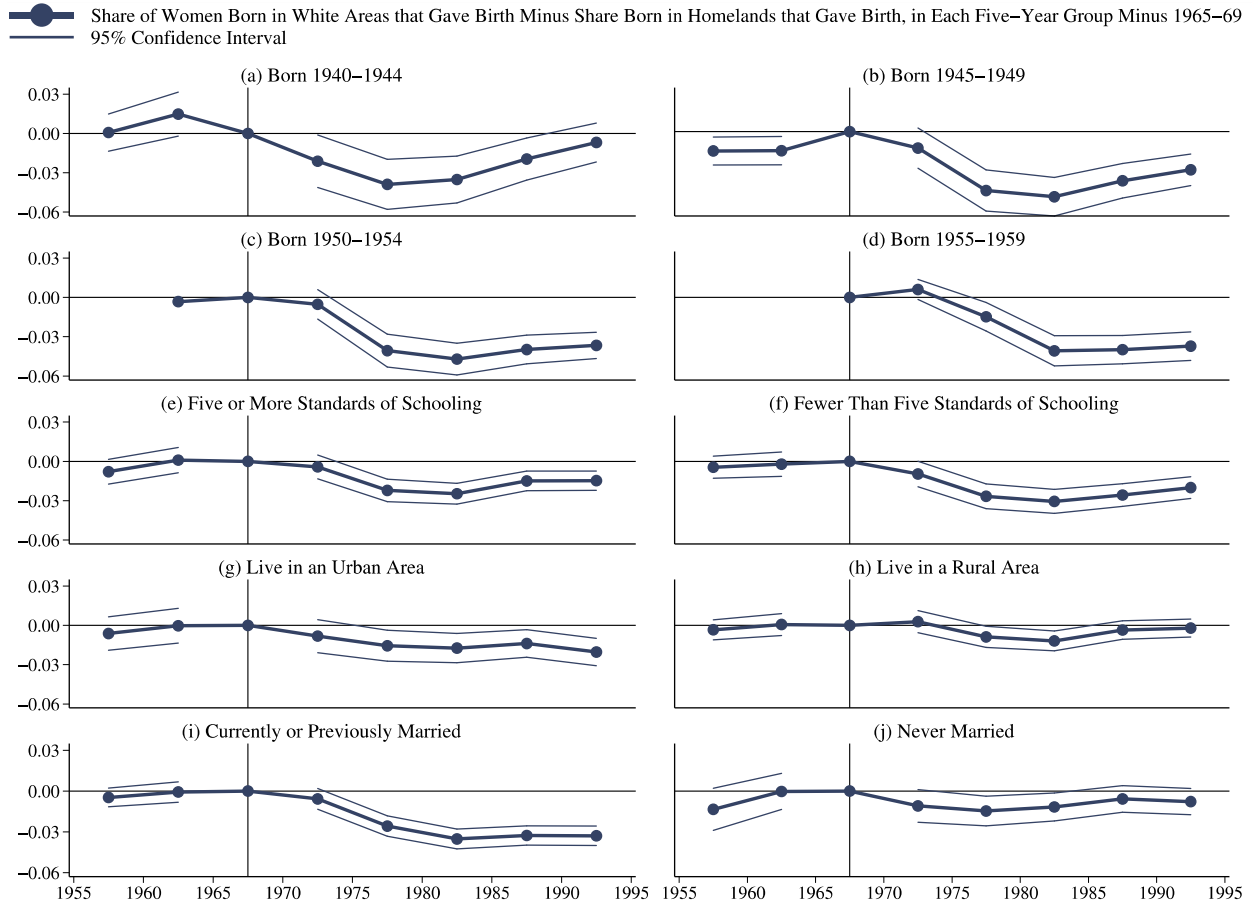 Share of Women Born in White Areas that Gave Birth Minus Share Born in Homelands that Gave Birth, in Each Five−Year Group Minus 1965−69
95% Confidence Interval
(a) Born 1940−1944
(b) Born 1945−1949
0.03
0.00
−0.03
−0.06
(c) Born 1950−1954
(d) Born 1955−1959
0.03
0.00
−0.03
−0.06
(e) Five or More Standards of Schooling
(f) Fewer Than Five Standards of Schooling
0.03
0.00
−0.03
−0.06
(g) Live in an Urban Area
(h) Live in a Rural Area
0.03
0.00
−0.03
−0.06
(i) Currently or Previously Married
(j) Never Married
0.03
0.00
−0.03
−0.06
1955 1960 1965 1970 1975 1980 1985 1990 1995
1955 1960 1965 1970 1975 1980 1985 1990 1995